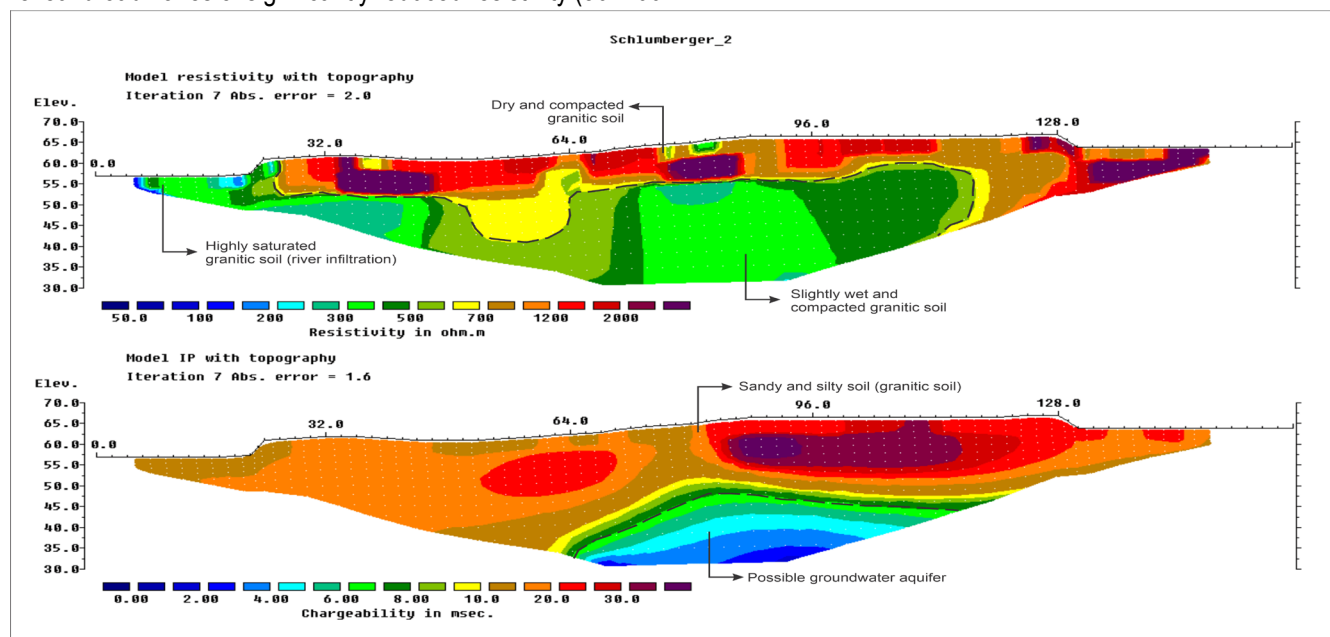 Schlumberger_2
Model resistivity with topography
Iteration 7 Abs. error = 2.0
Elev.
Dry and compacted
granitic soil
70.0
65.0
60.0
55.0
50.0
45.0
40.0
35.0
30.0
0.0
32.0
64.0
96.0
128.0
Highly saturated
granitic soil (river infiltration)
Slightly wet and
compacted granitic soil
50.0 100 200 300 500 700 1200 2000
Resistivity in ohm.m
Model IP with topography
Iteration 7 Abs. error = 1.6
Elev.
Sandy and silty soil (granitic soil)
70.0
65.0
60.0
55.0
50.0
45.0
40.0
35.0
30.0
0.0
32.0
64.0
96.0
128.0
Possible groundwater aquifer
0.00 2.00 4.00 6.00 8.00 10.0 20.0 30.0
Chargeability in msec.